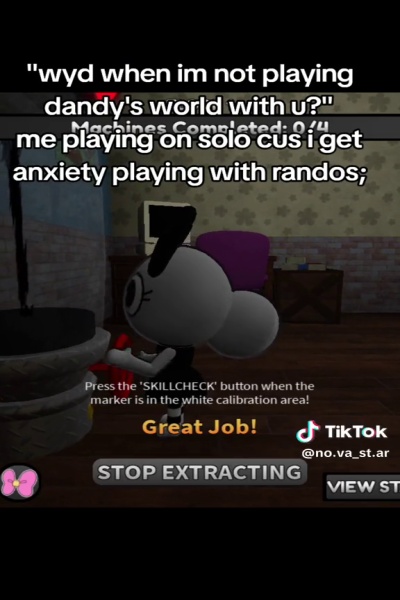 "wyd when im not playing
dandy's world with u?"
Machines Completed: 0/4
me playing on solo cus i get
anxiety playing with randos;
Press the 'SKILLCHECK' button when the
marker is in the white calibration area!
Great Job!
TikTok
@no.va_st.ar
STOP EXTRACTING
VIEW ST